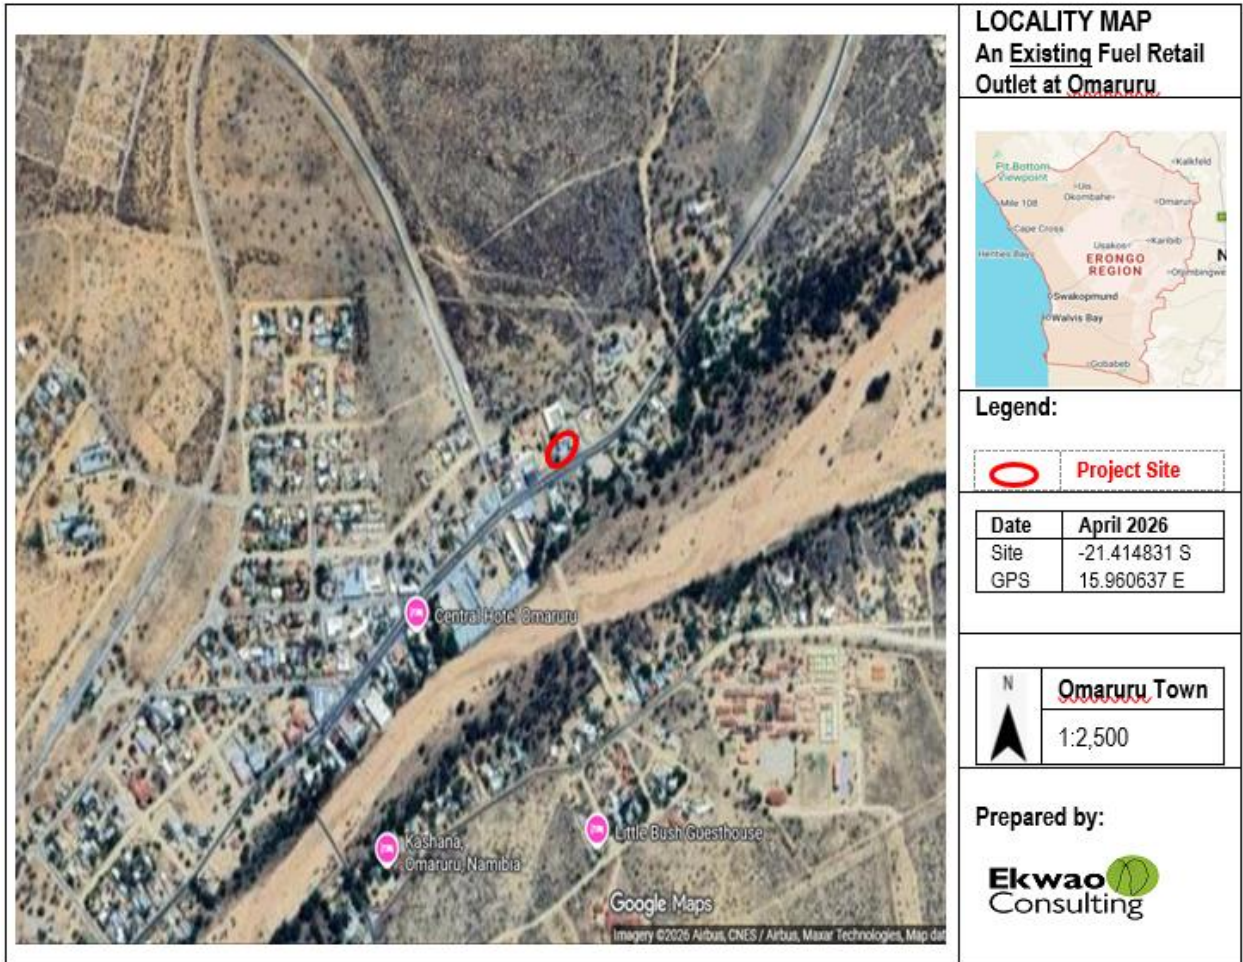 LOCALITY MAP
An Existing Fuel Retail
Outlet at Omaruru
Central Hotel Omaruru
Kashana,
Omaruru, Namibia
Little Bush Guesthouse
Google Maps
Imagery ©2026 Airbus, CNES / Airbus, Maxar Technologies, Map dat
Pit-Bottom
Viewpoint
Kalkfeld
Uis
Okombahe
Mile 108
Omaruru
Cape Cross
Usakos
Karibib
Henties Bay
ERONGO
REGION
N
Otjimbingwe
Swakopmund
Walvis Bay
Gobabeb
Legend:
Project Site
Date April 2026
Site -21.414831 S
GPS 15.960637 E
N
Omaruru Town
1:2,500
Prepared by:
Ekwao
Consulting